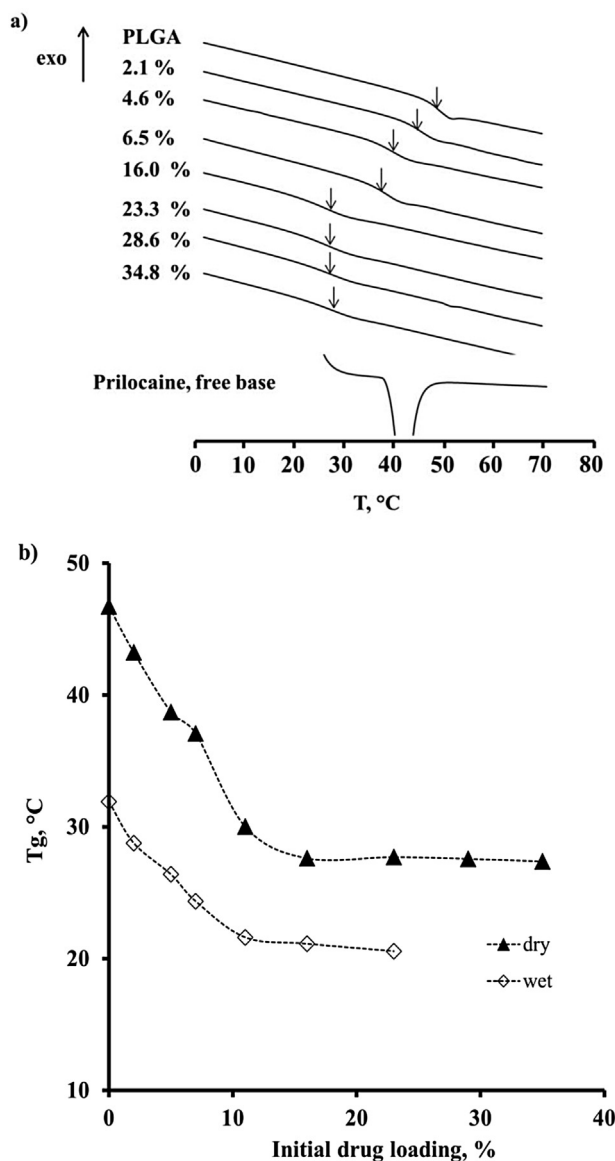 a)
exo
PLGA
2.1 %
4.6 %
6.5 %
16.0 %
23.3 %
28.6 %
34.8 %
Prilocaine, free base
0 10 20 30 40 50 60 70 80
T, °C
b)
50
40
30
20
10
Tg, °C
dry
wet
0 10 20 30 40
Initial drug loading, %